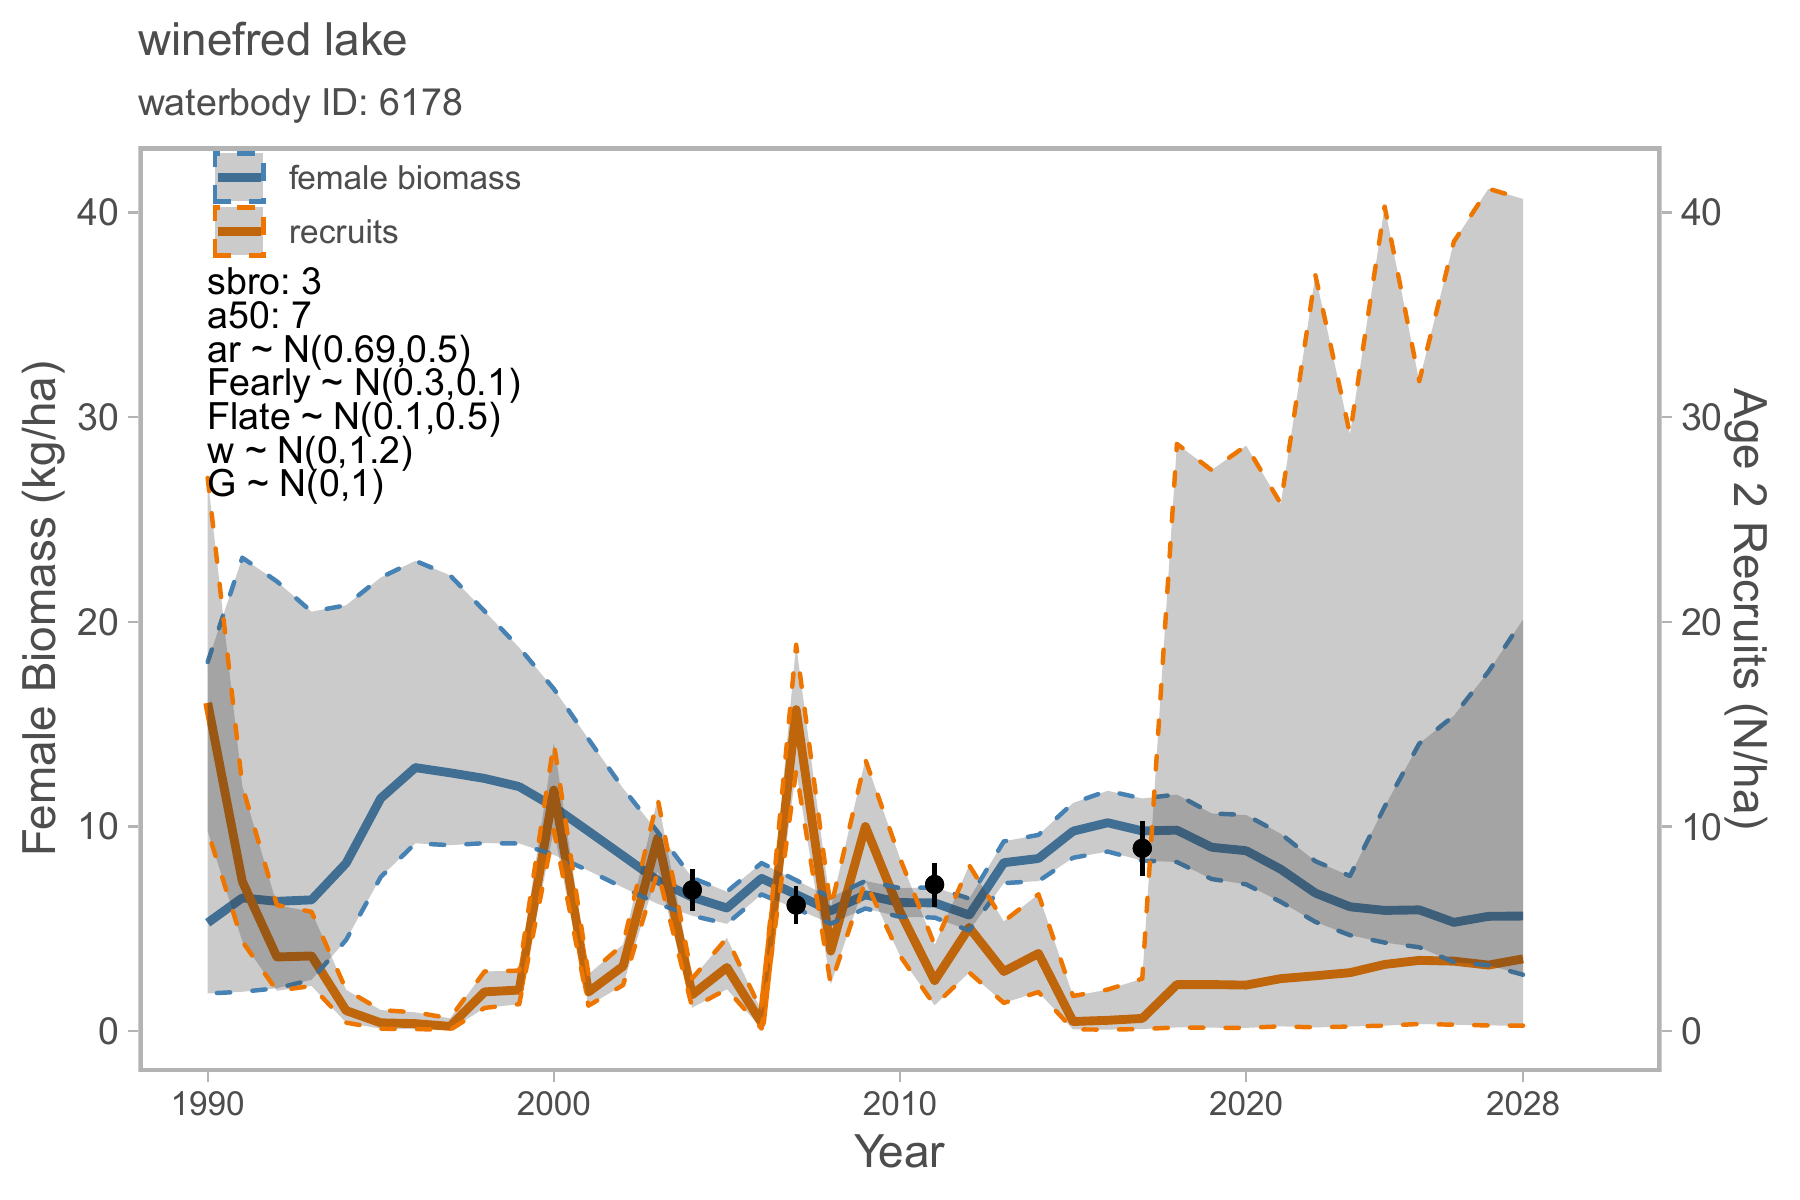 winefred lake
waterbody ID: 6178
female biomass
recruits
sbro: 3
a50: 7
ar ~ N(0.69,0.5)
Fearly ~ N(0.3,0.1)
Flate ~ N(0.1,0.5)
w ~ N(0,1.2)
G ~ N(0,1)
Female Biomass (kg/ha)
40
30
20
10
0
40
30
20
10
0
Age 2 Recruits (N/ha)
1990
2000
2010
2020
2028
Year